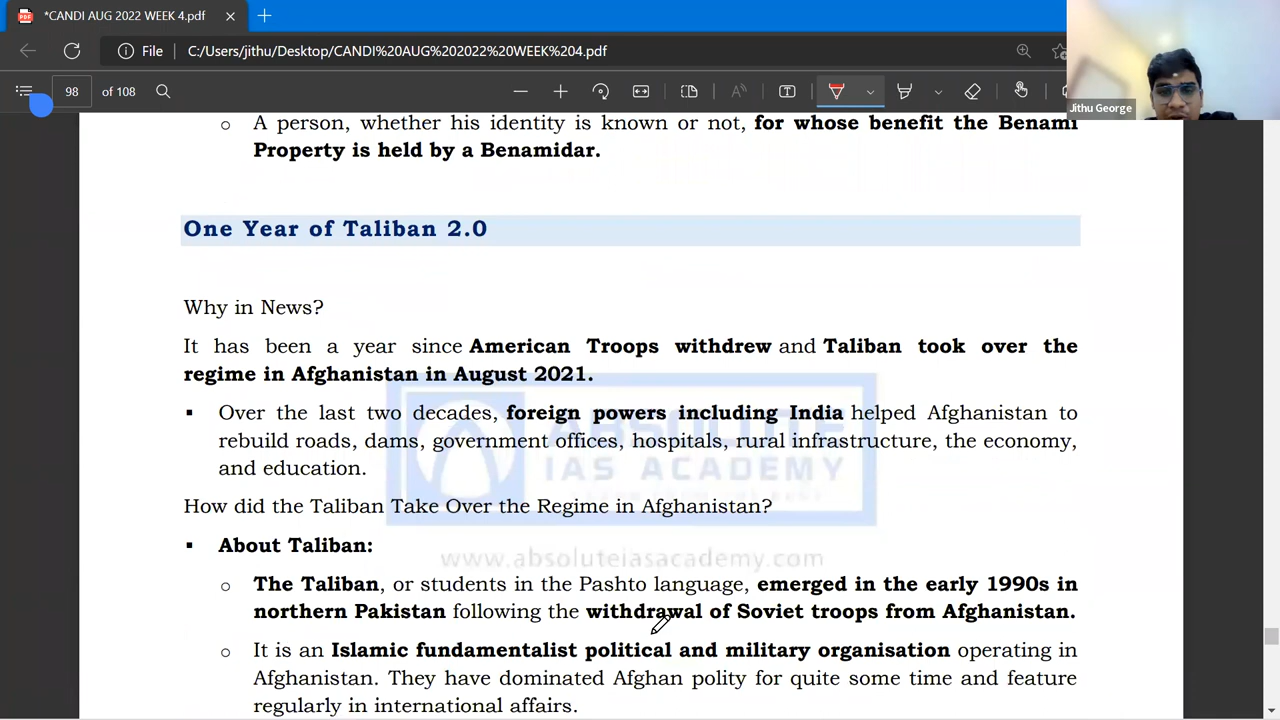 *CANDI AUG 2022 WEEK 4.pdf
File
C:/Users/jithu/Desktop/CANDI%20AUG%202022%20WEEK%204.pdf
98 of 108
Jithu George
o A person, whether his identity is known or not, for whose benefit the Benami
Property is held by a Benamidar.
One Year of Taliban 2.0
Why in News?
It has been a year since American Troops withdrew and Taliban took over the
regime in Afghanistan in August 2021.
▪ Over the last two decades, foreign powers including India helped Afghanistan to
rebuild roads, dams, government offices, hospitals, rural infrastructure, the economy,
and education.
ABSOLUTE
IAS ACADEMY
How did the Taliban Take Over the Regime in Afghanistan?
▪ About Taliban:
www.absoluteiasacademy.com
o The Taliban, or students in the Pashto language, emerged in the early 1990s in
northern Pakistan following the withdrawal of Soviet troops from Afghanistan.
o It is an Islamic fundamentalist political and military organisation operating in
Afghanistan. They have dominated Afghan polity for quite some time and feature
regularly in international affairs.